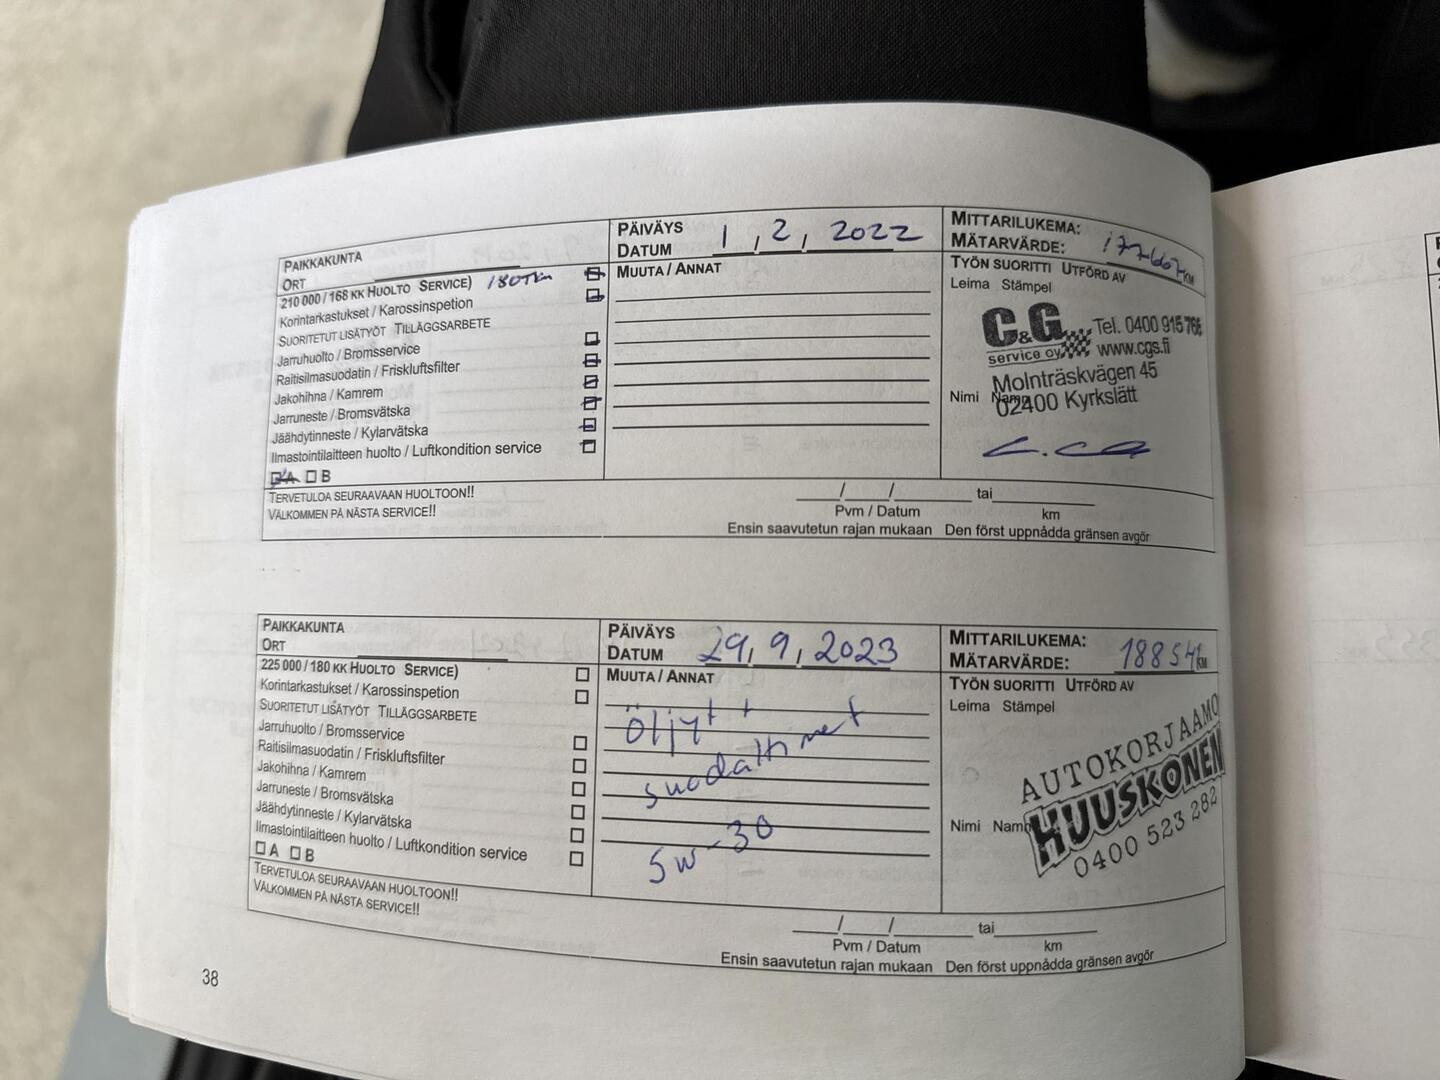 PAIKKAKUNTA
ORT
PÄIVÄYS
DATUM 1, 2, 2022
MITTARILUKEMA:
MÄTARVÄRDE: 177667 KM
210 000 / 168 KK HUOLTO SERVICE) 180Tkm
Korintarkastukset / Karossinspetion
SUORITETUT LISÄTYÖT TILLÄGGSARBETE
Jarruhuolto / Bromsservice
Raitisilmasuodatin / Friskluftsfilter
Jakohihna / Kamrem
Jarruneste / Bromsvätska
Jäähdytinneste / Kylarvätska
Ilmastointilaitteen huolto / Luftkondition service
A B
MUUTA / ANNAT
TYÖN SUORITTI UTFÖRD AV
Leima Stämpel
C&G
service oy
Tel. 0400 915 766
www.cgs.fi
Molnträskvägen 45
02400 Kyrkslätt
Nimi Namn
TERVETULOA SEURAAVAAN HUOLTOON!!
VÄLKOMMEN PÅ NÄSTA SERVICE!!
/ / tai
Pvm / Datum km
Ensin saavutetun rajan mukaan Den först uppnådda gränsen avgör
PAIKKAKUNTA
ORT
PÄIVÄYS
DATUM 29, 9, 2023
MITTARILUKEMA:
MÄTARVÄRDE: 188541 KM
225 000 / 180 KK HUOLTO SERVICE)
Korintarkastukset / Karossinspetion
SUORITETUT LISÄTYÖT TILLÄGGSARBETE
Jarruhuolto / Bromsservice
Raitisilmasuodatin / Friskluftsfilter
Jakohihna / Kamrem
Jarruneste / Bromsvätska
Jäähdytinneste / Kylarvätska
Ilmastointilaitteen huolto / Luftkondition service
A B
MUUTA / ANNAT
öljyt +
suodattimet
5w-30
TYÖN SUORITTI UTFÖRD AV
Leima Stämpel
AUTOKORJAAMO
HUUSKONEN
0400 523 282
Nimi Namn
TERVETULOA SEURAAVAAN HUOLTOON!!
VÄLKOMMEN PÅ NÄSTA SERVICE!!
/ / tai
Pvm / Datum km
Ensin saavutetun rajan mukaan Den först uppnådda gränsen avgör
38